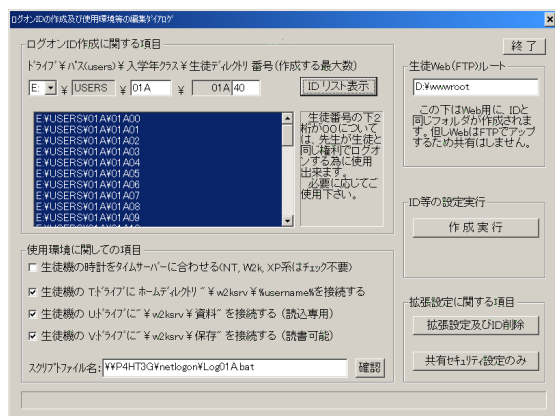 ログオンIDの作成及び使用環境等の編集ダイアログ
終了
ログオンID作成に関する項目
ドライブ¥パス(users)¥入学年クラス¥生徒ディレクトリ 番号(作成する最大数)
E: ¥ USERS ¥ 01A ¥ 01A 40
IDリスト表示
E:¥USERS¥01A¥01A00
E:¥USERS¥01A¥01A01
E:¥USERS¥01A¥01A02
E:¥USERS¥01A¥01A03
E:¥USERS¥01A¥01A04
E:¥USERS¥01A¥01A05
E:¥USERS¥01A¥01A06
E:¥USERS¥01A¥01A07
E:¥USERS¥01A¥01A08
E:¥USERS¥01A¥01A09
生徒番号の下2
桁が00について
は、先生が生徒と
同じ権利でログオ
ンする為に使用
出来ます。
必要に応じてご
使用下さい。
生徒Web(FTP)ルート
D:¥wwwroot
この下はWeb用に、IDと
同じフォルダが作成されま
す。但しWebはFTPでアップ
するため共有はしません。
ID等の設定実行
作成実行
使用環境に関しての項目
生徒機の時計をタイムサーバーに合わせる(NT, W2k, XP系はチェック不要)
生徒機の T:ドライブに ホームディレクトリ ¨¥w2ksrv¥%username%を接続する
生徒機の U:ドライブに¨¥w2ksrv¥資料¨を接続する (読込専用)
生徒機の V:ドライブに¨¥w2ksrv¥保存¨を接続する (読書可能)
スクリプトファイル名: ¥¥P4HT3G¥netlogon¥Log01A.bat
確認
拡張設定に関する項目
拡張設定及びID削除
共有セキュリティ設定のみ